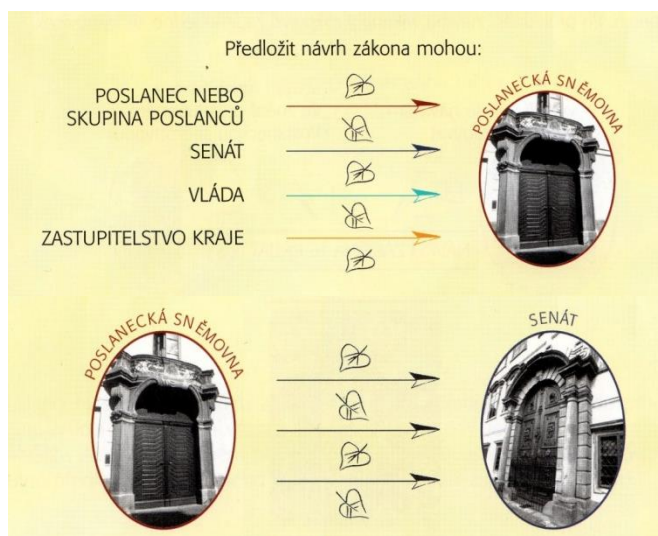 Předložit návrh zákona mohou:
POSLANEC NEBO
SKUPINA POSLANCŮ
SENÁT
VLÁDA
ZASTUPITELSTVO KRAJE
POSLANECKÁ SNĚMOVNA
POSLANECKÁ SNĚMOVNA
SENÁT